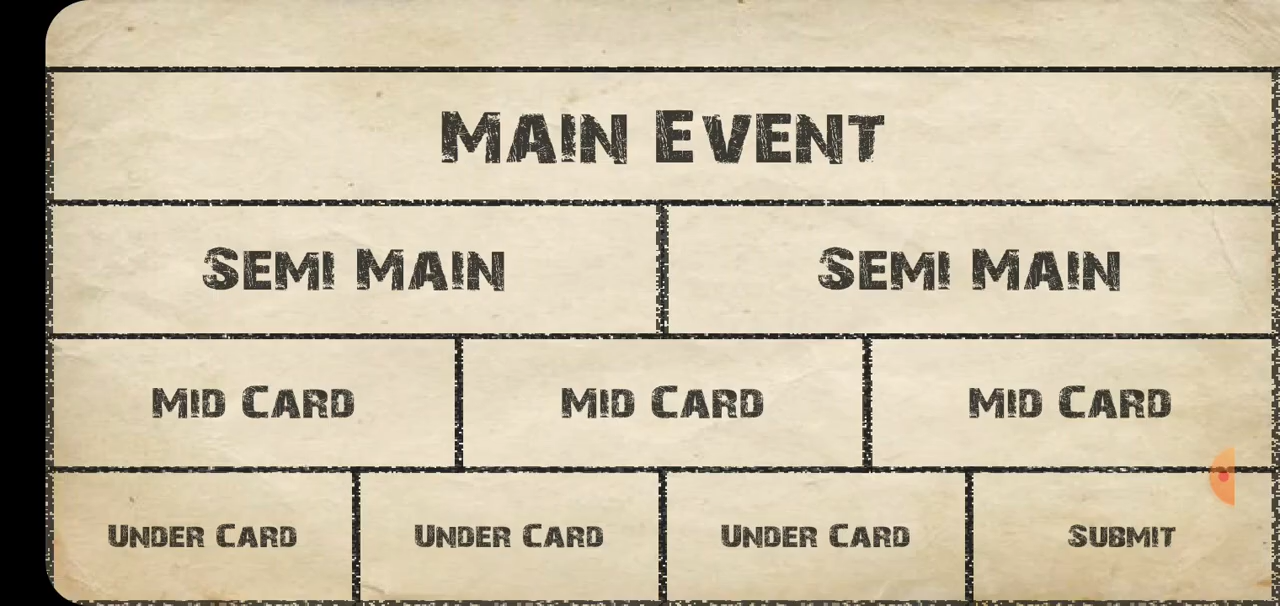 Main Event
Semi Main Semi Main
Mid Card Mid Card Mid Card
Under Card Under Card Under Card Submit